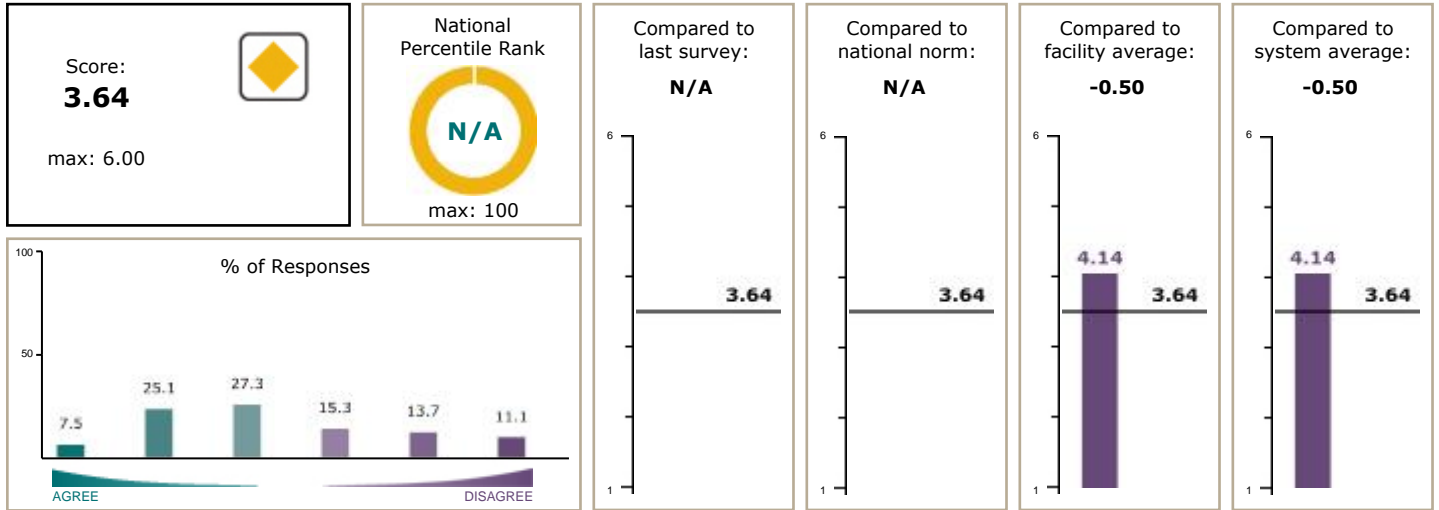 Score:
3.64
max: 6.00
National
Percentile Rank
N/A
max: 100
% of Responses
100
50
7.5
25.1
27.3
15.3
13.7
11.1
AGREE
DISAGREE
Compared to
last survey:
N/A
6
3.64
1
Compared to
national norm:
N/A
6
3.64
1
Compared to
facility average:
-0.50
6
4.14
3.64
1
Compared to
system average:
-0.50
6
4.14
3.64
1